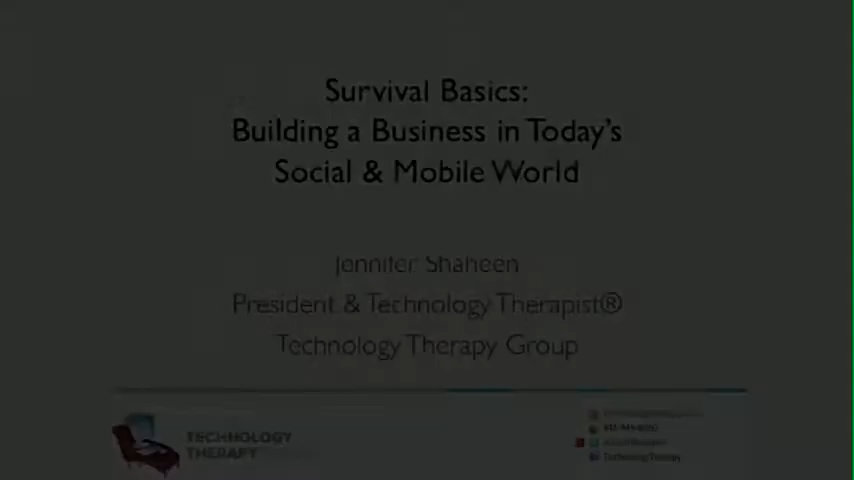 Survival Basics:
Building a Business in Today's
Social & Mobile World
Jennifer Shaheen
President & Technology Therapist®
Technology Therapy Group
TECHNOLOGY
THERAPY
TechnologyTherapy